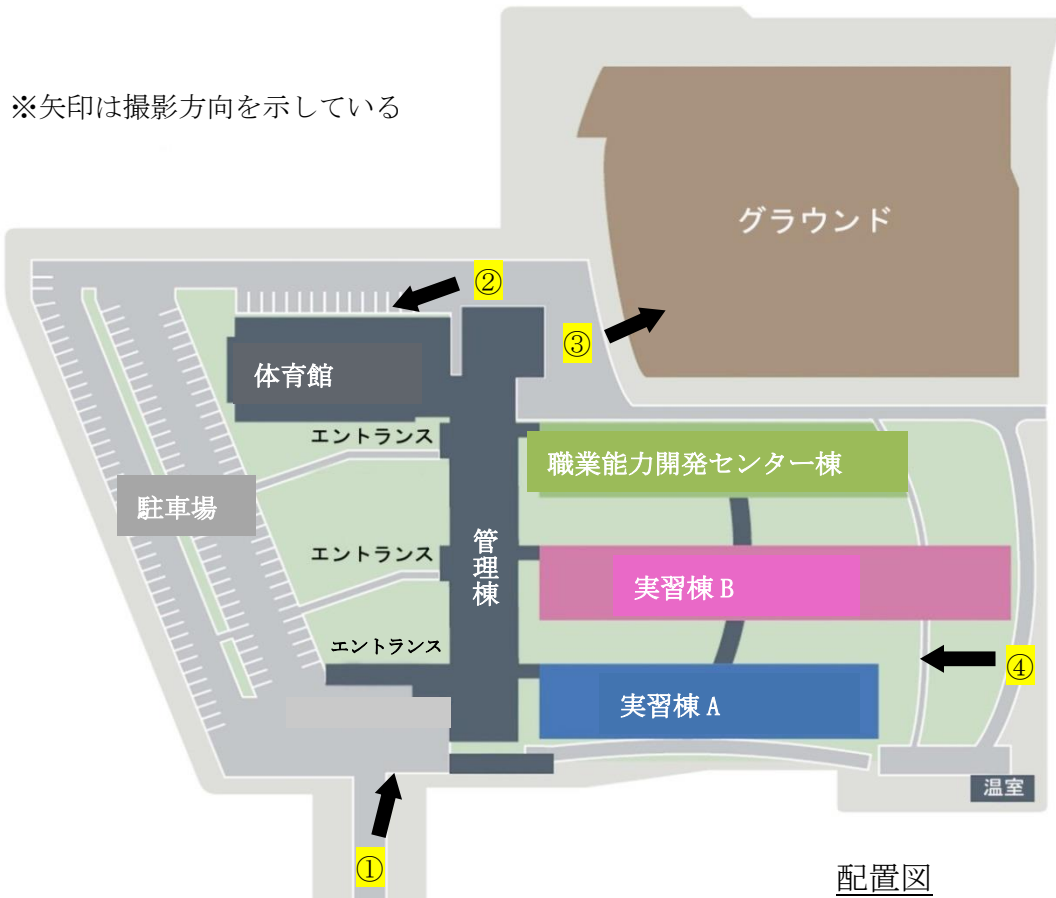 ※矢印は撮影方向を示している
グラウンド
②
③
体育館
エントランス
職業能力開発センター棟
駐車場
エントランス
管理棟
実習棟 B
エントランス
④
実習棟 A
温室
①
配置図